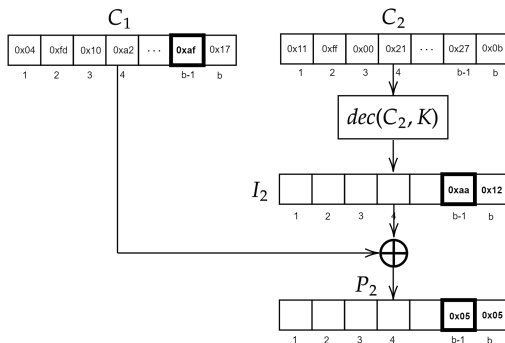 C₁ C₂
0x04 0xfd 0x10 0xa2 ... 0xaf 0x17 0x11 0xff 0x00 0x21 ... 0x27 0x0b
1 2 3 4 b-1 b 1 2 3 4 b-1 b
dec(C₂, K)
I₂ 0xaa 0x12
1 2 3 4 b-1 b
P₂
0x05 0x05
1 2 3 4 b-1 b